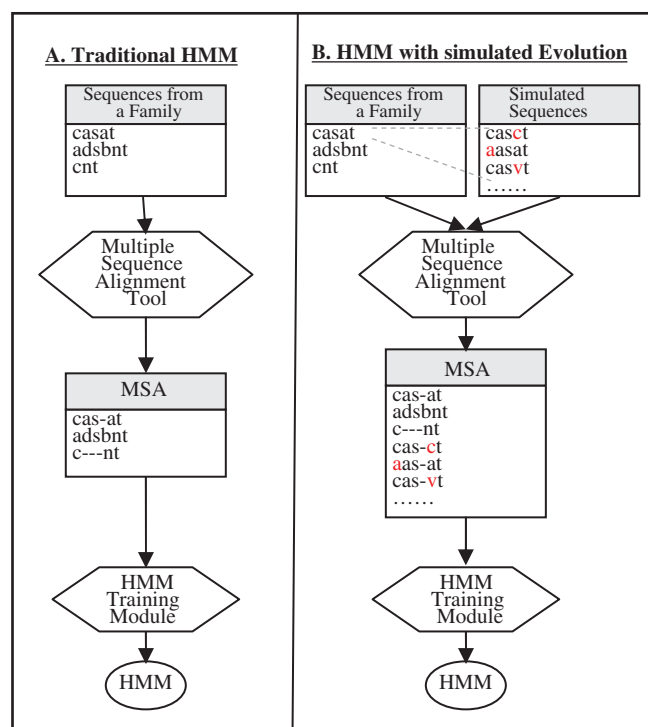 A. Traditional HMM
Sequences from
a Family
casat
adsbnt
cnt
Multiple
Sequence
Alignment
Tool
MSA
cas-at
adsbnt
c---nt
HMM
Training
Module
HMM
B. HMM with simulated Evolution
Sequences from
a Family
casat
adsbnt
cnt
Simulated
Sequences
casct
aasat
casvt
......
Multiple
Sequence
Alignment
Tool
MSA
cas-at
adsbnt
c---nt
cas-ct
aas-at
cas-vt
......
HMM
Training
Module
HMM